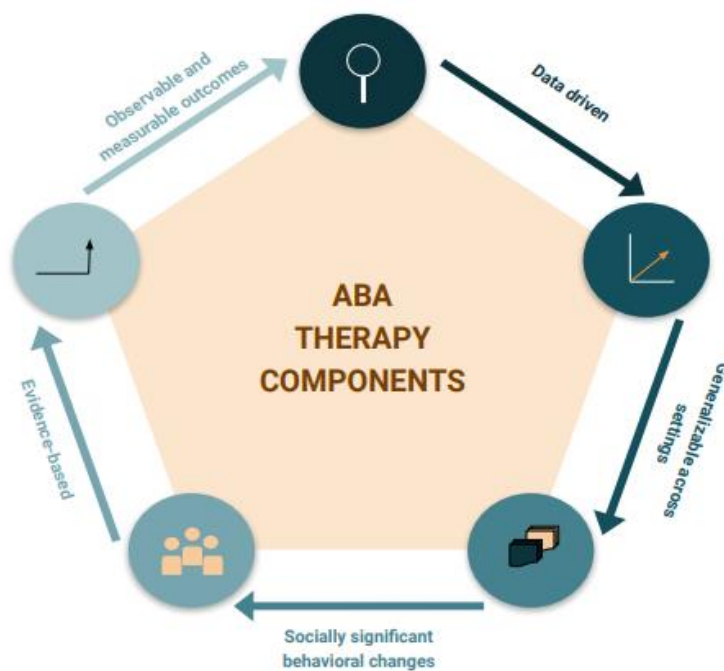 Observable and
measurable outcomes
Data driven
ABA
THERAPY
COMPONENTS
Generalizable across
settings
Evidence-based
Socially significant
behavioral changes